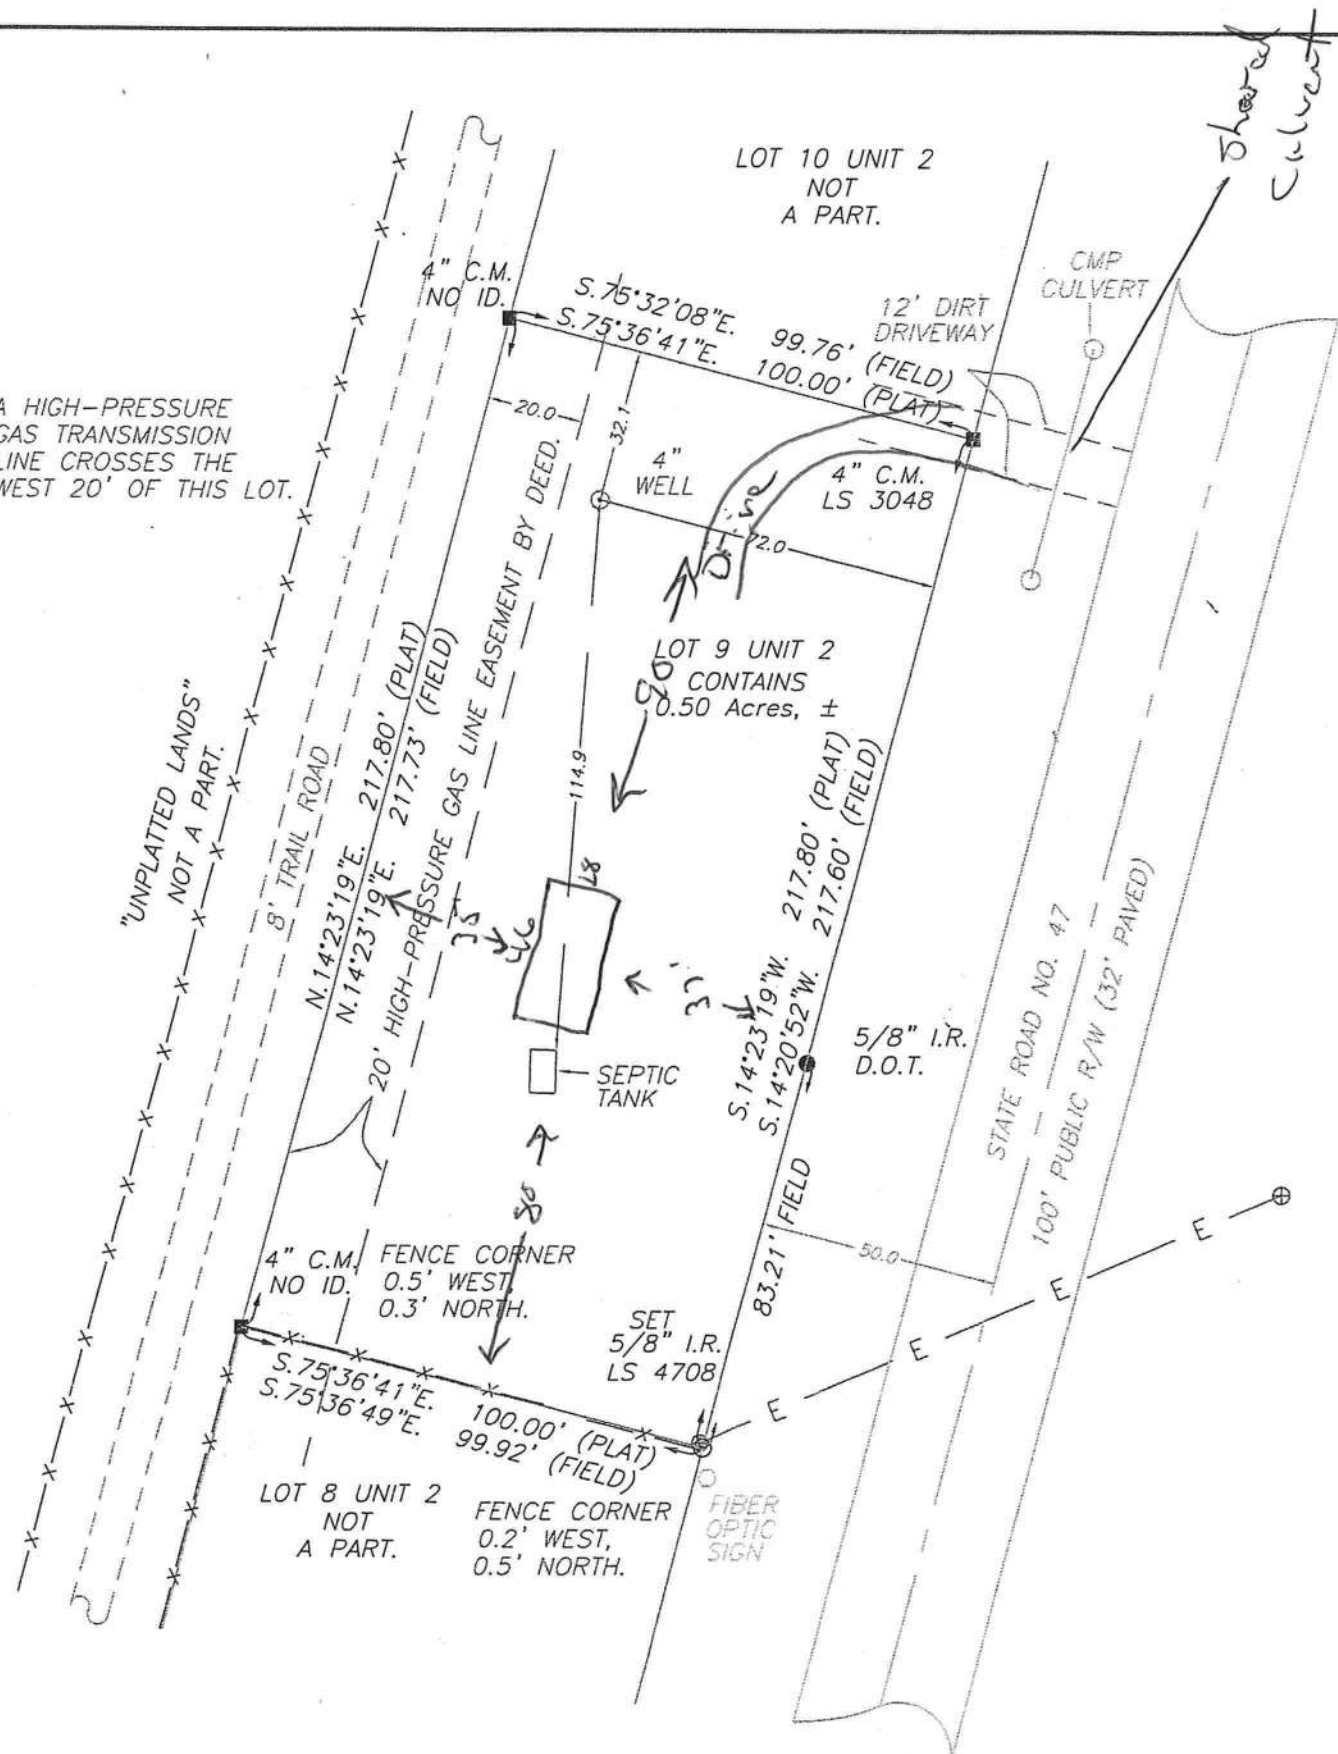 Shared
Culvert
LOT 10 UNIT 2
NOT
A PART.
4" C.M.
NO ID.
S.75°32'08"E.
S.75°36'41"E.
99.76' (FIELD)
100.00' (PLAT)
12' DIRT
DRIVEWAY
CMP
CULVERT
A HIGH-PRESSURE
GAS TRANSMISSION
LINE CROSSES THE
WEST 20' OF THIS LOT.
20.0
32.1
4"
WELL
Drive
4" C.M.
LS 3048
72.0
LOT 9 UNIT 2
CONTAINS
0.50 Acres, ±
90
114.9
"UNPLATTED LANDS"
NOT A PART.
8' TRAIL ROAD
N.14°23'19"E. 217.80' (PLAT)
N.14°23'19"E. 217.73' (FIELD)
20' HIGH-PRESSURE GAS LINE EASEMENT BY DEED.
46
37'
S.14°23'19"W. 217.80' (PLAT)
S.14°20'52"W. 217.60' (FIELD)
5/8" I.R.
D.O.T.
STATE ROAD NO. 47
100' PUBLIC R/W (32' PAVED)
SEPTIC
TANK
80
83.21' FIELD
50.0
E
E
E
E
4" C.M.
NO ID.
FENCE CORNER
0.5' WEST,
0.3' NORTH.
SET
5/8" I.R.
LS 4708
S.75°36'41"E.
S.75°36'49"E.
100.00' (PLAT)
99.92' (FIELD)
LOT 8 UNIT 2
NOT
A PART.
FENCE CORNER
0.2' WEST,
0.5' NORTH.
FIBER
OPTIC
SIGN